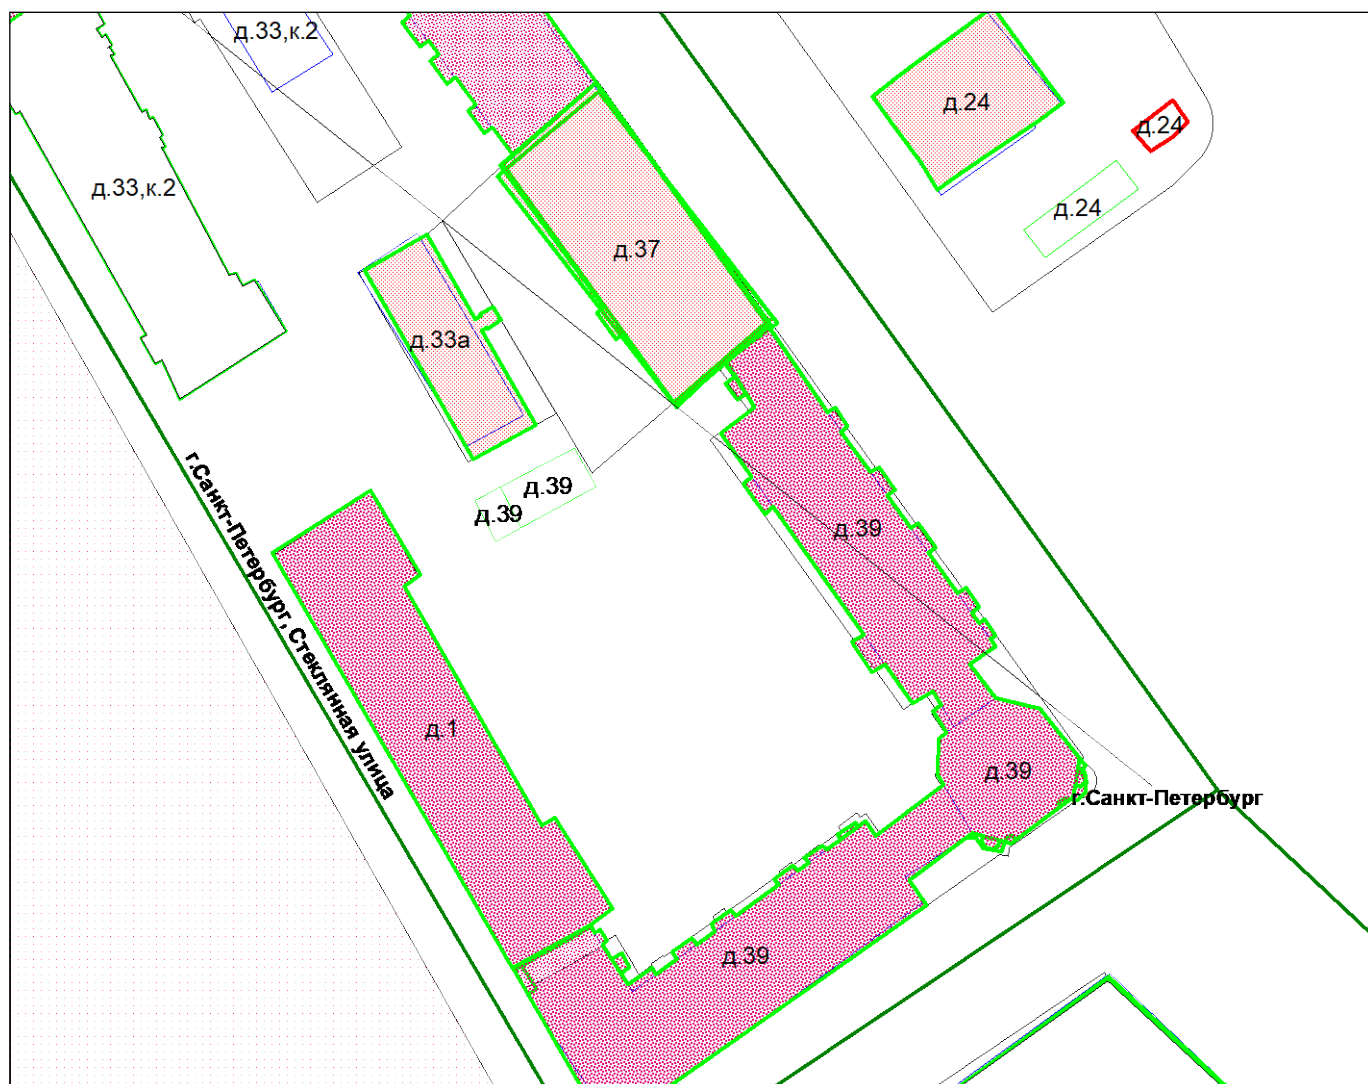 д.33,к.2
д.24
д.24
д.33,к.2
д.24
д.37
д.33а
д.39
д.39
д.39
г.Санкт-Петербург, Стеклянная улица
д.1
д.39
г.Санкт-Петербург
д.39